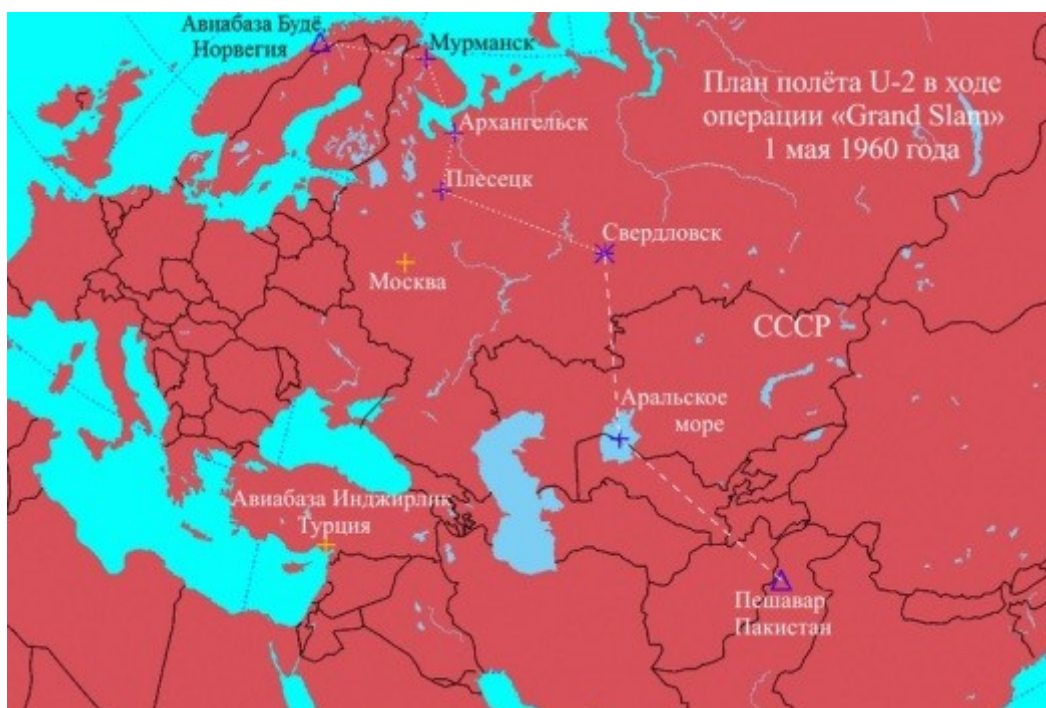 Авиабаза Будё,
Норвегия
Мурманск
План полёта U-2 в ходе
операции «Grand Slam»
1 мая 1960 года
Архангельск
Плесецк
Свердловск
Москва
СССР
Аральское
море
Авиабаза Инджирлик
Турция
Пешавар
Пакистан